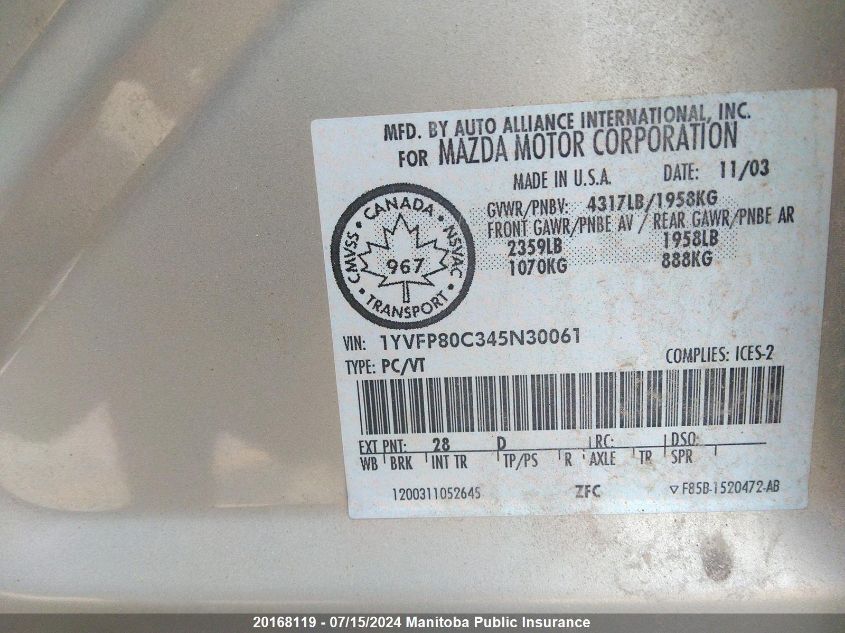 MFD. BY AUTO ALLIANCE INTERNATIONAL, INC.
FOR MAZDA MOTOR CORPORATION
MADE IN U.S.A. DATE: 11/03
GVWR/PNBV: 4317LB/1958KG
FRONT GAWR/PNBE AV / REAR GAWR/PNBE AR
2359LB 1958LB
1070KG 888KG
CANADA
CMVSS NSVAC
967
TRANSPORT
VIN: 1YVFP80C345N30061
TYPE: PC/VT COMPLIES: ICES-2
EXT PNT: 28 D RC: DSO:
WB BRK INT TR TP/PS R AXLE TR SPR
1200311052645 ZFC ▽ F85B-1520472-AB
20168119 - 07/15/2024 Manitoba Public Insurance